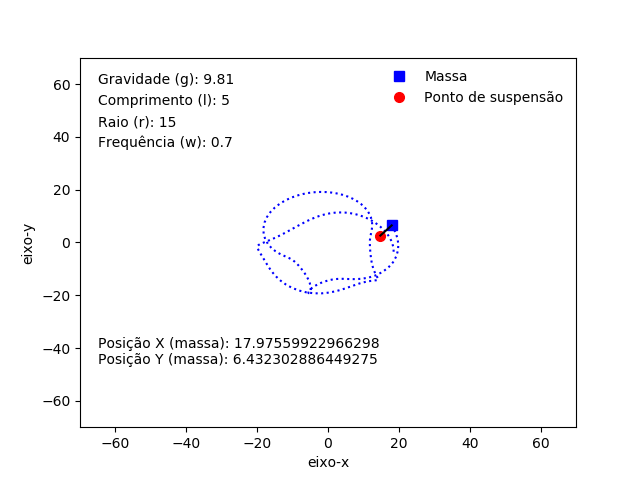 Gravidade (g): 9.81
Comprimento (l): 5
Raio (r): 15
Frequência (w): 0.7
Massa
Ponto de suspensão
60
40
20
0
−20
−40
−60
eixo-y
Posição X (massa): 17.97559922966298
Posição Y (massa): 6.432302886449275
−60 −40 −20 0 20 40 60
eixo-x